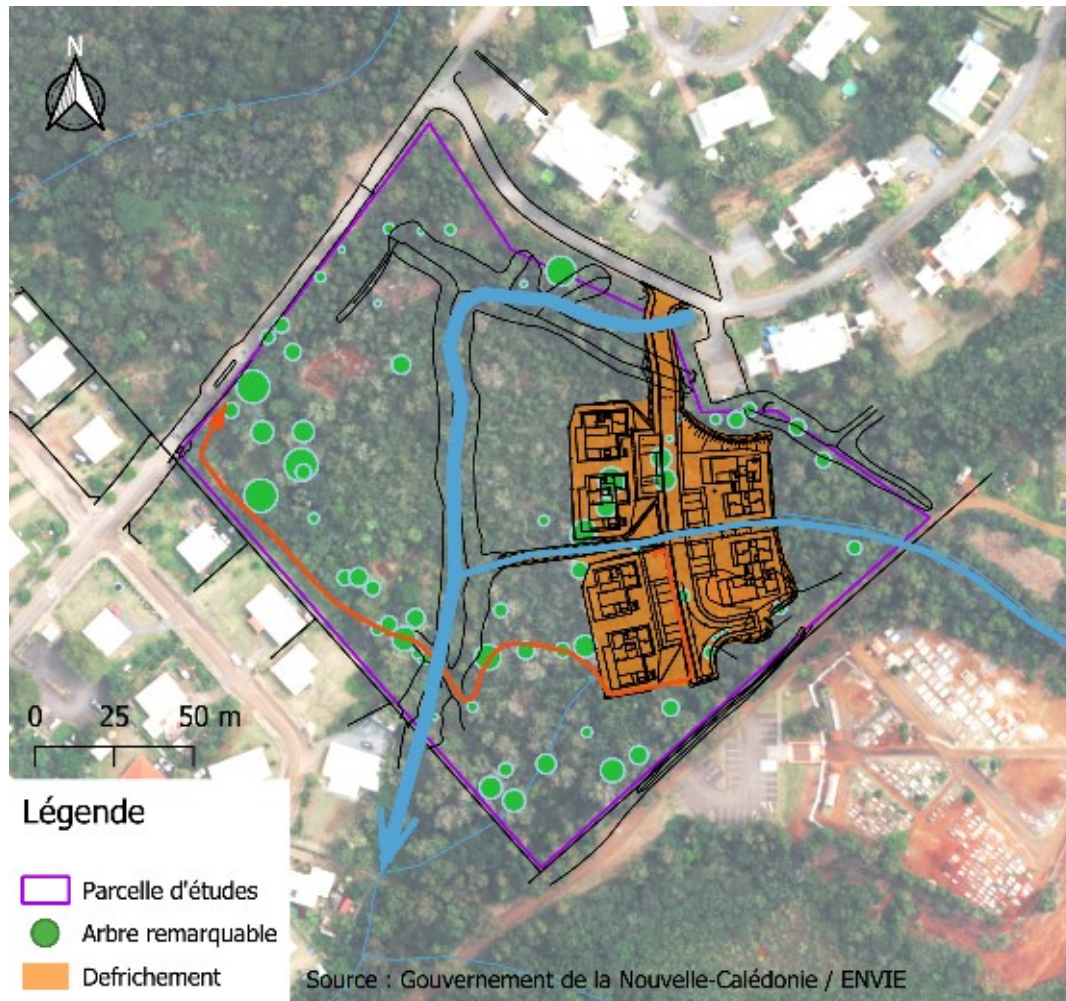 N
0 25 50 m
Légende
Parcelle d'études
Arbre remarquable
Defrichement
Source : Gouvernement de la Nouvelle-Calédonie / ENVIE